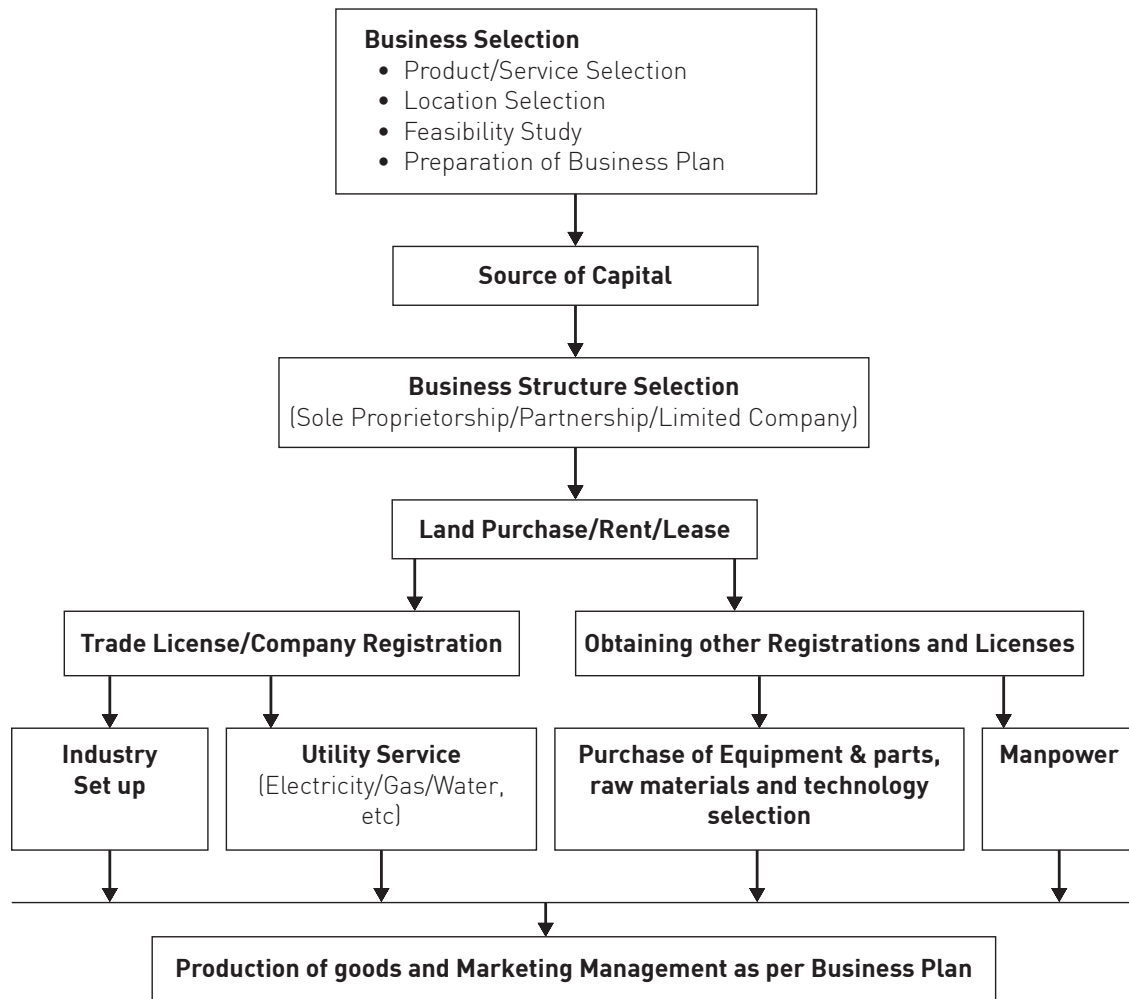 Business Selection
• Product/Service Selection
• Location Selection
• Feasibility Study
• Preparation of Business Plan
Source of Capital
Business Structure Selection
(Sole Proprietorship/Partnership/Limited Company)
Land Purchase/Rent/Lease
Trade License/Company Registration
Obtaining other Registrations and Licenses
Industry
Set up
Utility Service
(Electricity/Gas/Water,
etc)
Purchase of Equipment & parts,
raw materials and technology
selection
Manpower
Production of goods and Marketing Management as per Business Plan